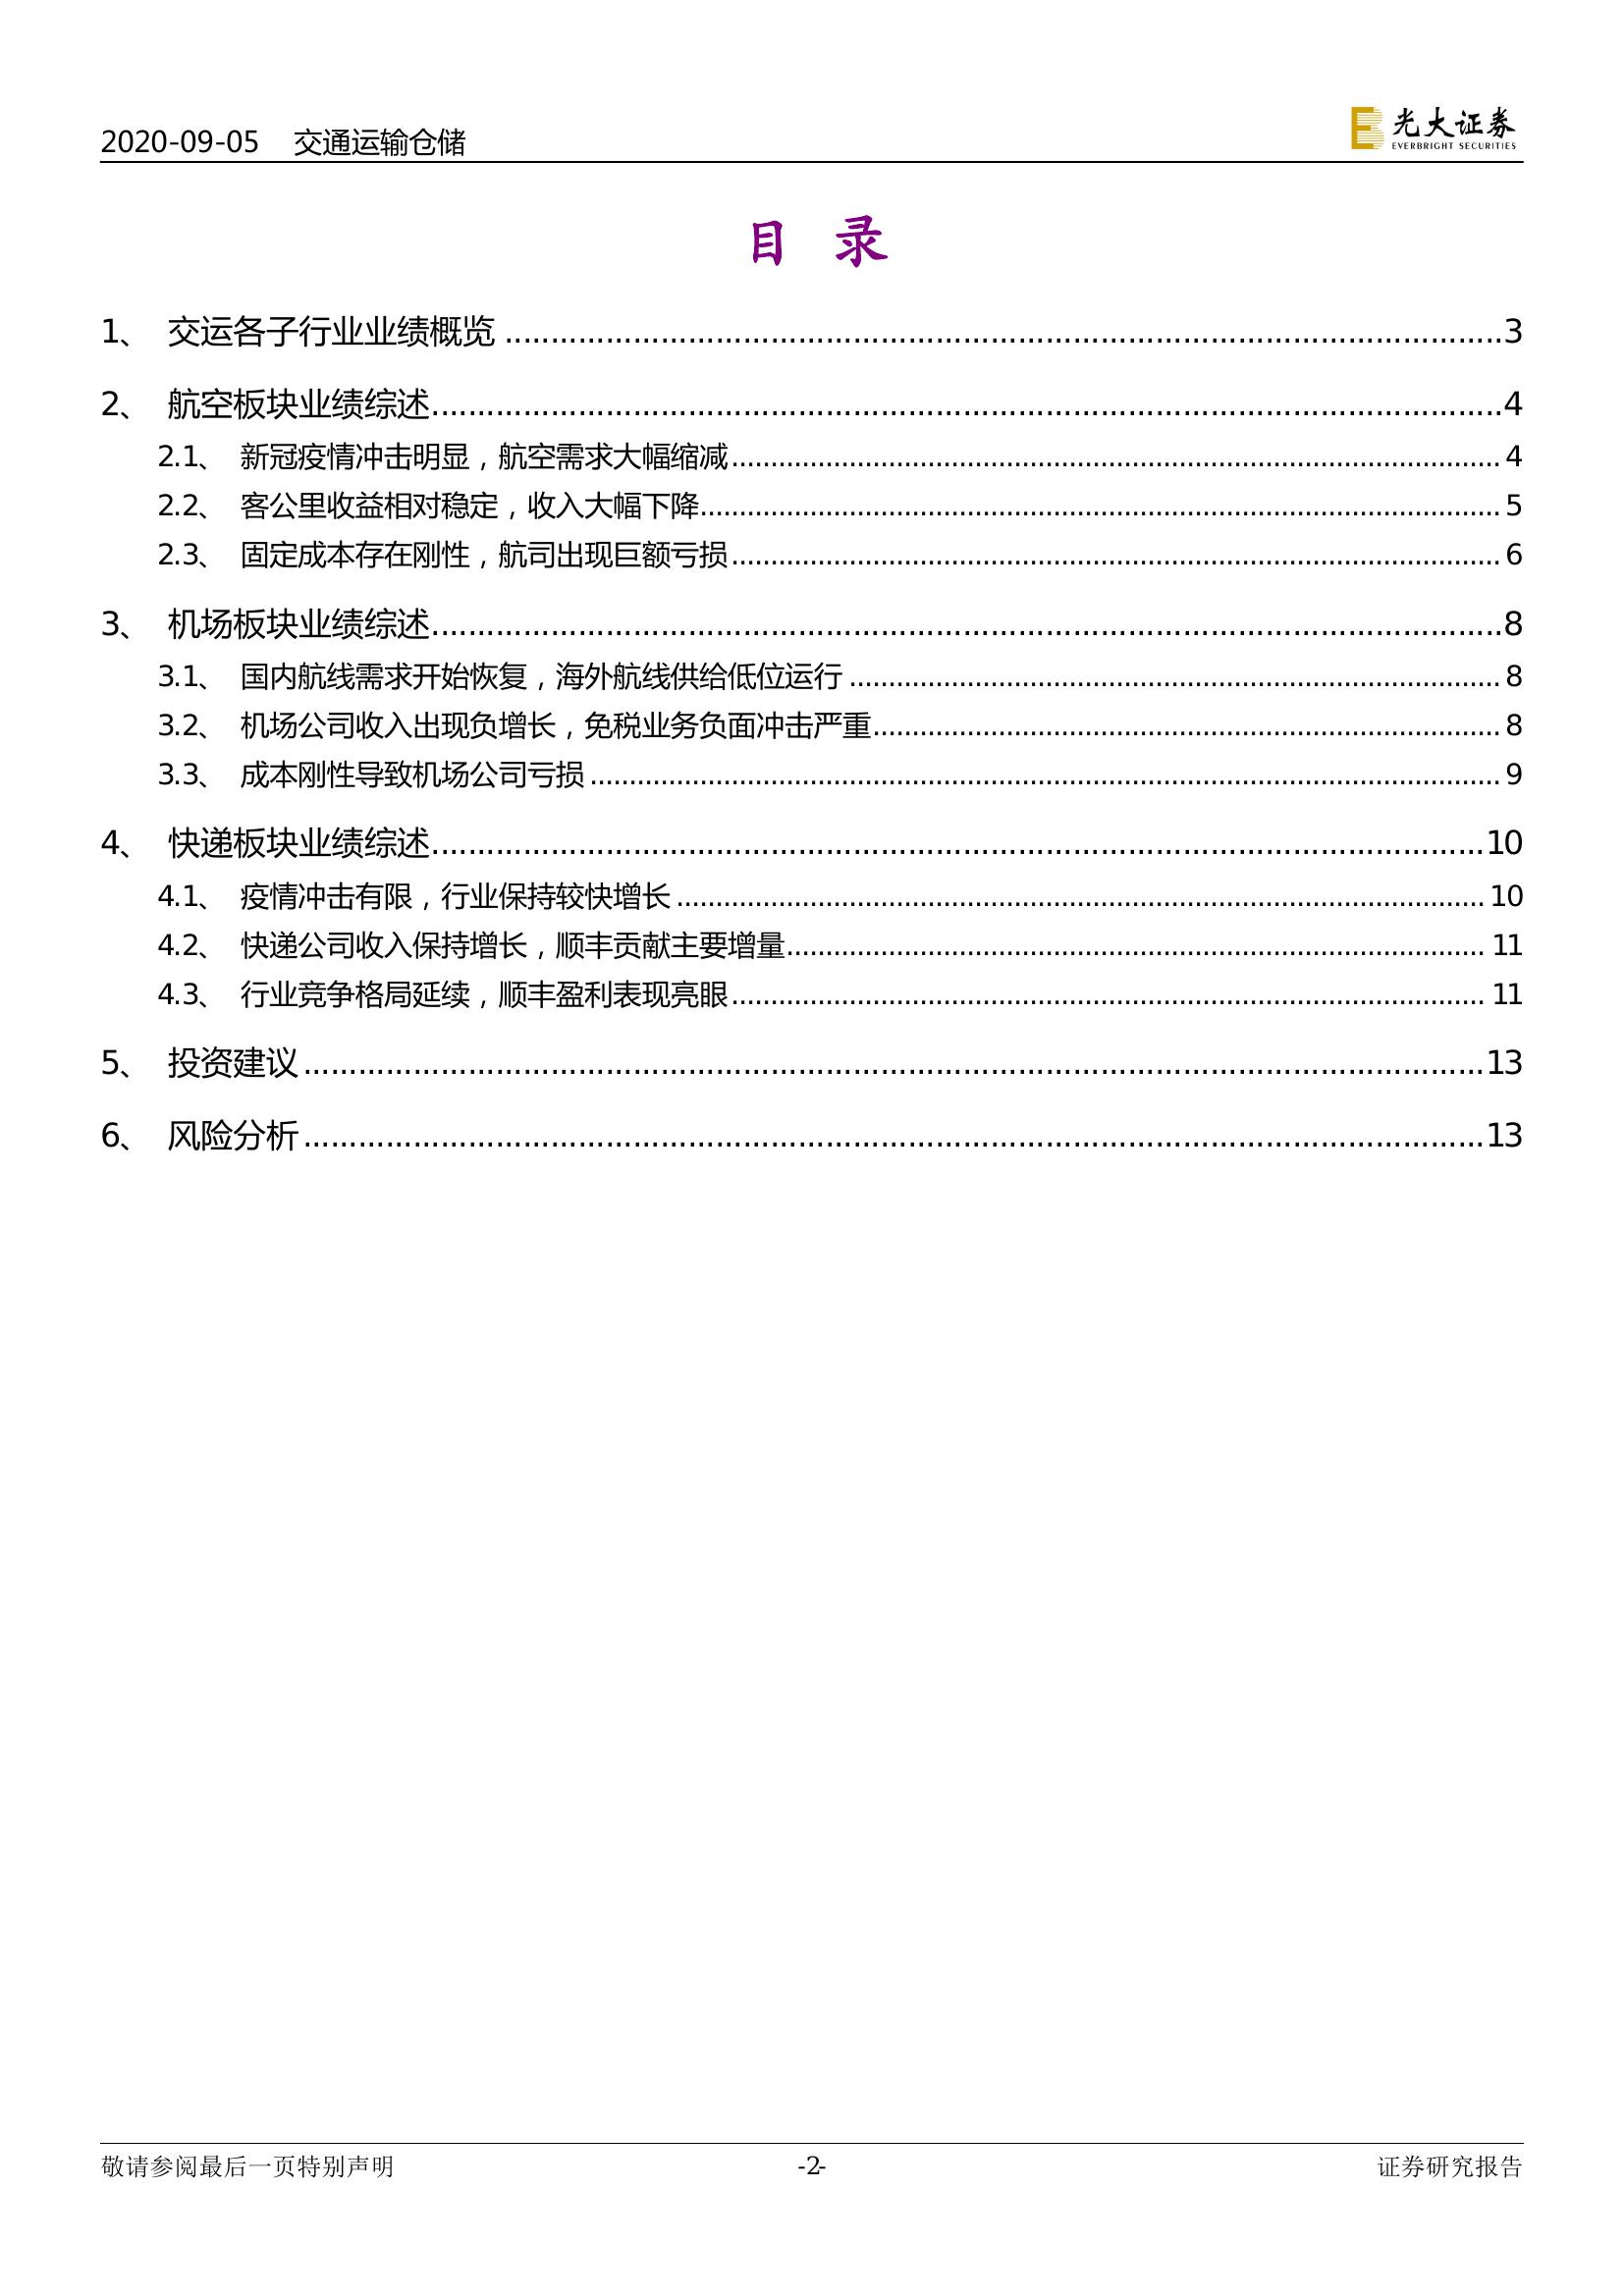 2020-09-05 交通运输仓储
光大证券
EVERBRIGHT SECURITIES
目 录
1、 交运各子行业业绩概览 ........ 3
2、 航空板块业绩综述 ........ 4
2.1、 新冠疫情冲击明显，航空需求大幅缩减 ........ 4
2.2、 客公里收益相对稳定，收入大幅下降 ........ 5
2.3、 固定成本存在刚性，航司出现巨额亏损 ........ 6
3、 机场板块业绩综述 ........ 8
3.1、 国内航线需求开始恢复，海外航线供给低位运行 ........ 8
3.2、 机场公司收入出现负增长，免税业务负面冲击严重 ........ 8
3.3、 成本刚性导致机场公司亏损 ........ 9
4、 快递板块业绩综述 ........ 10
4.1、 疫情冲击有限，行业保持较快增长 ........ 10
4.2、 快递公司收入保持增长，顺丰贡献主要增量 ........ 11
4.3、 行业竞争格局延续，顺丰盈利表现亮眼 ........ 11
5、 投资建议 ........ 13
6、 风险分析 ........ 13
敬请参阅最后一页特别声明 -2- 证券研究报告